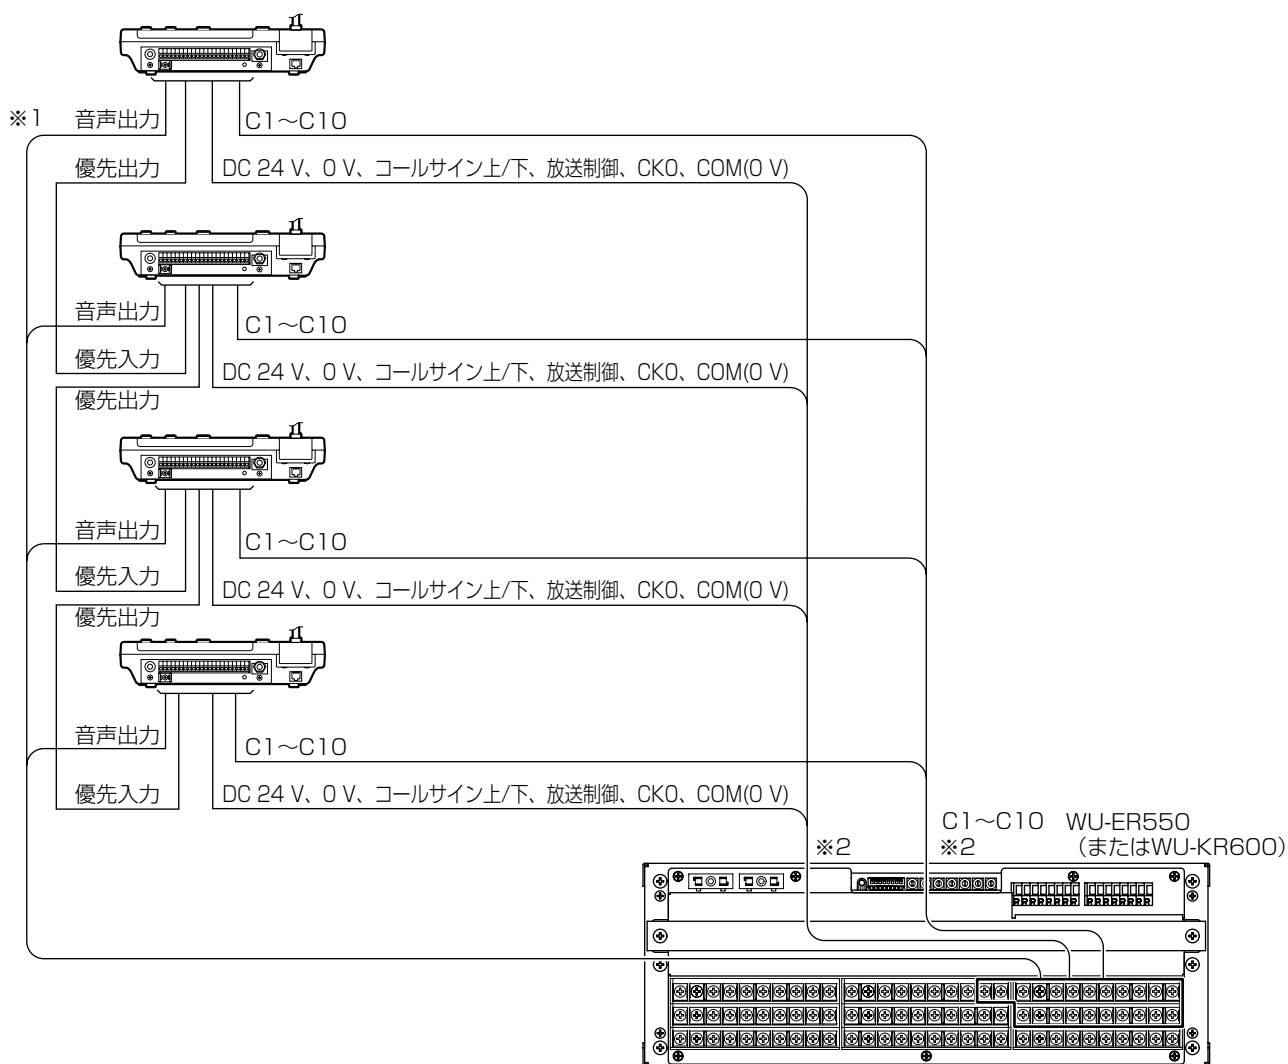 ※1 音声出力 C1～C10
優先出力 DC 24 V、0 V、コールサイン上/下、放送制御、CK0、COM(0 V)
音声出力 C1～C10
優先入力 DC 24 V、0 V、コールサイン上/下、放送制御、CK0、COM(0 V)
優先出力
音声出力 C1～C10
優先入力 DC 24 V、0 V、コールサイン上/下、放送制御、CK0、COM(0 V)
優先出力
音声出力 C1～C10
優先入力 DC 24 V、0 V、コールサイン上/下、放送制御、CK0、COM(0 V)
C1～C10 WU-ER550
※2 ※2 （またはWU-KR600）